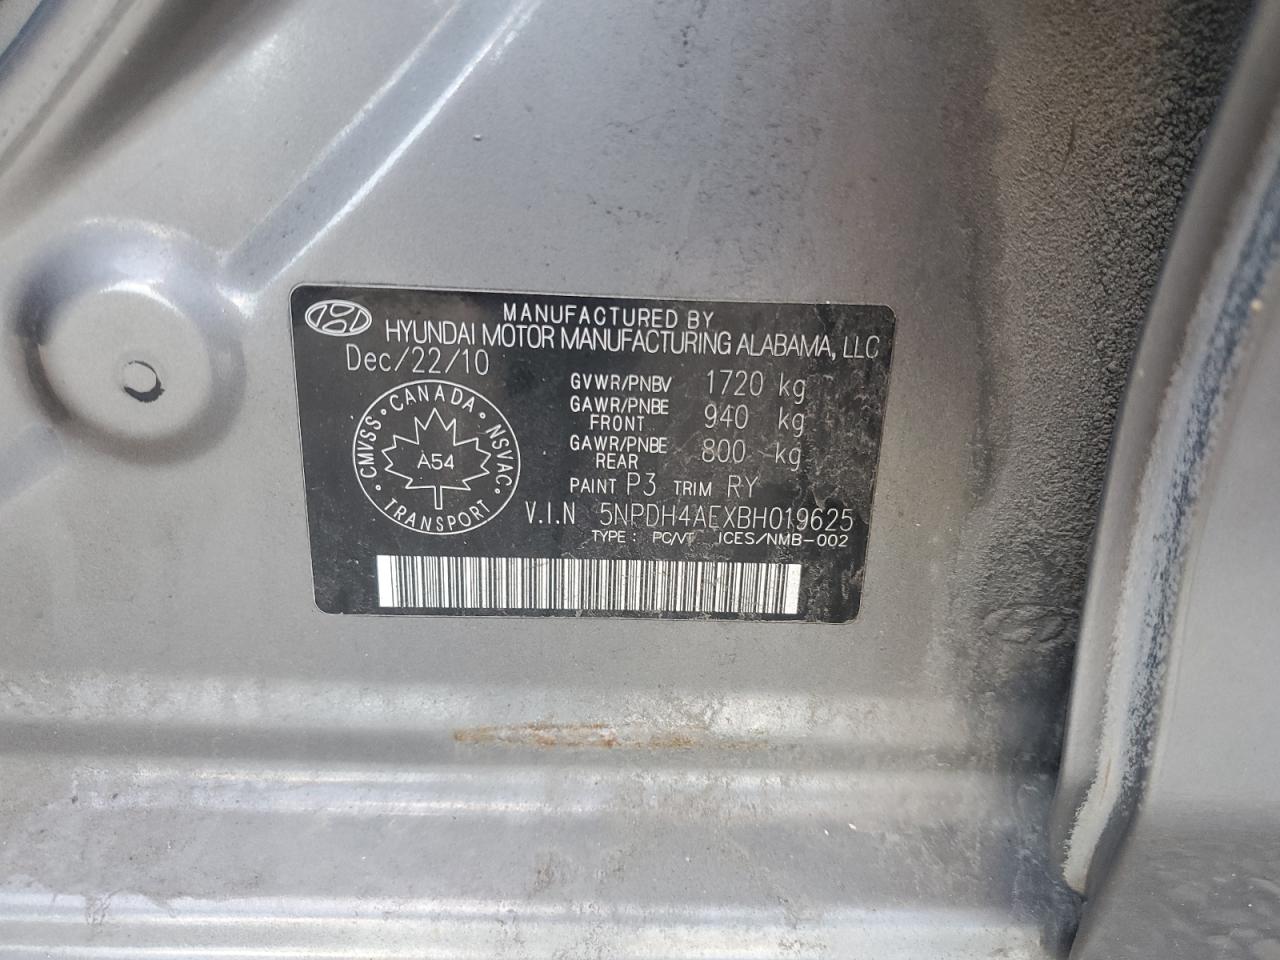 MANUFACTURED BY
HYUNDAI MOTOR MANUFACTURING ALABAMA, LLC
Dec/22/10
GVWR/PNBV 1720 kg
GAWR/PNBE FRONT 940 kg
GAWR/PNBE REAR 800 kg
PAINT P3 TRIM RY
CANADA • NSVAC • TRANSPORT • CMVSS •
A54
V.I.N 5NPDH4AEXBH019625
TYPE : PC/VT ICES/NMB-002